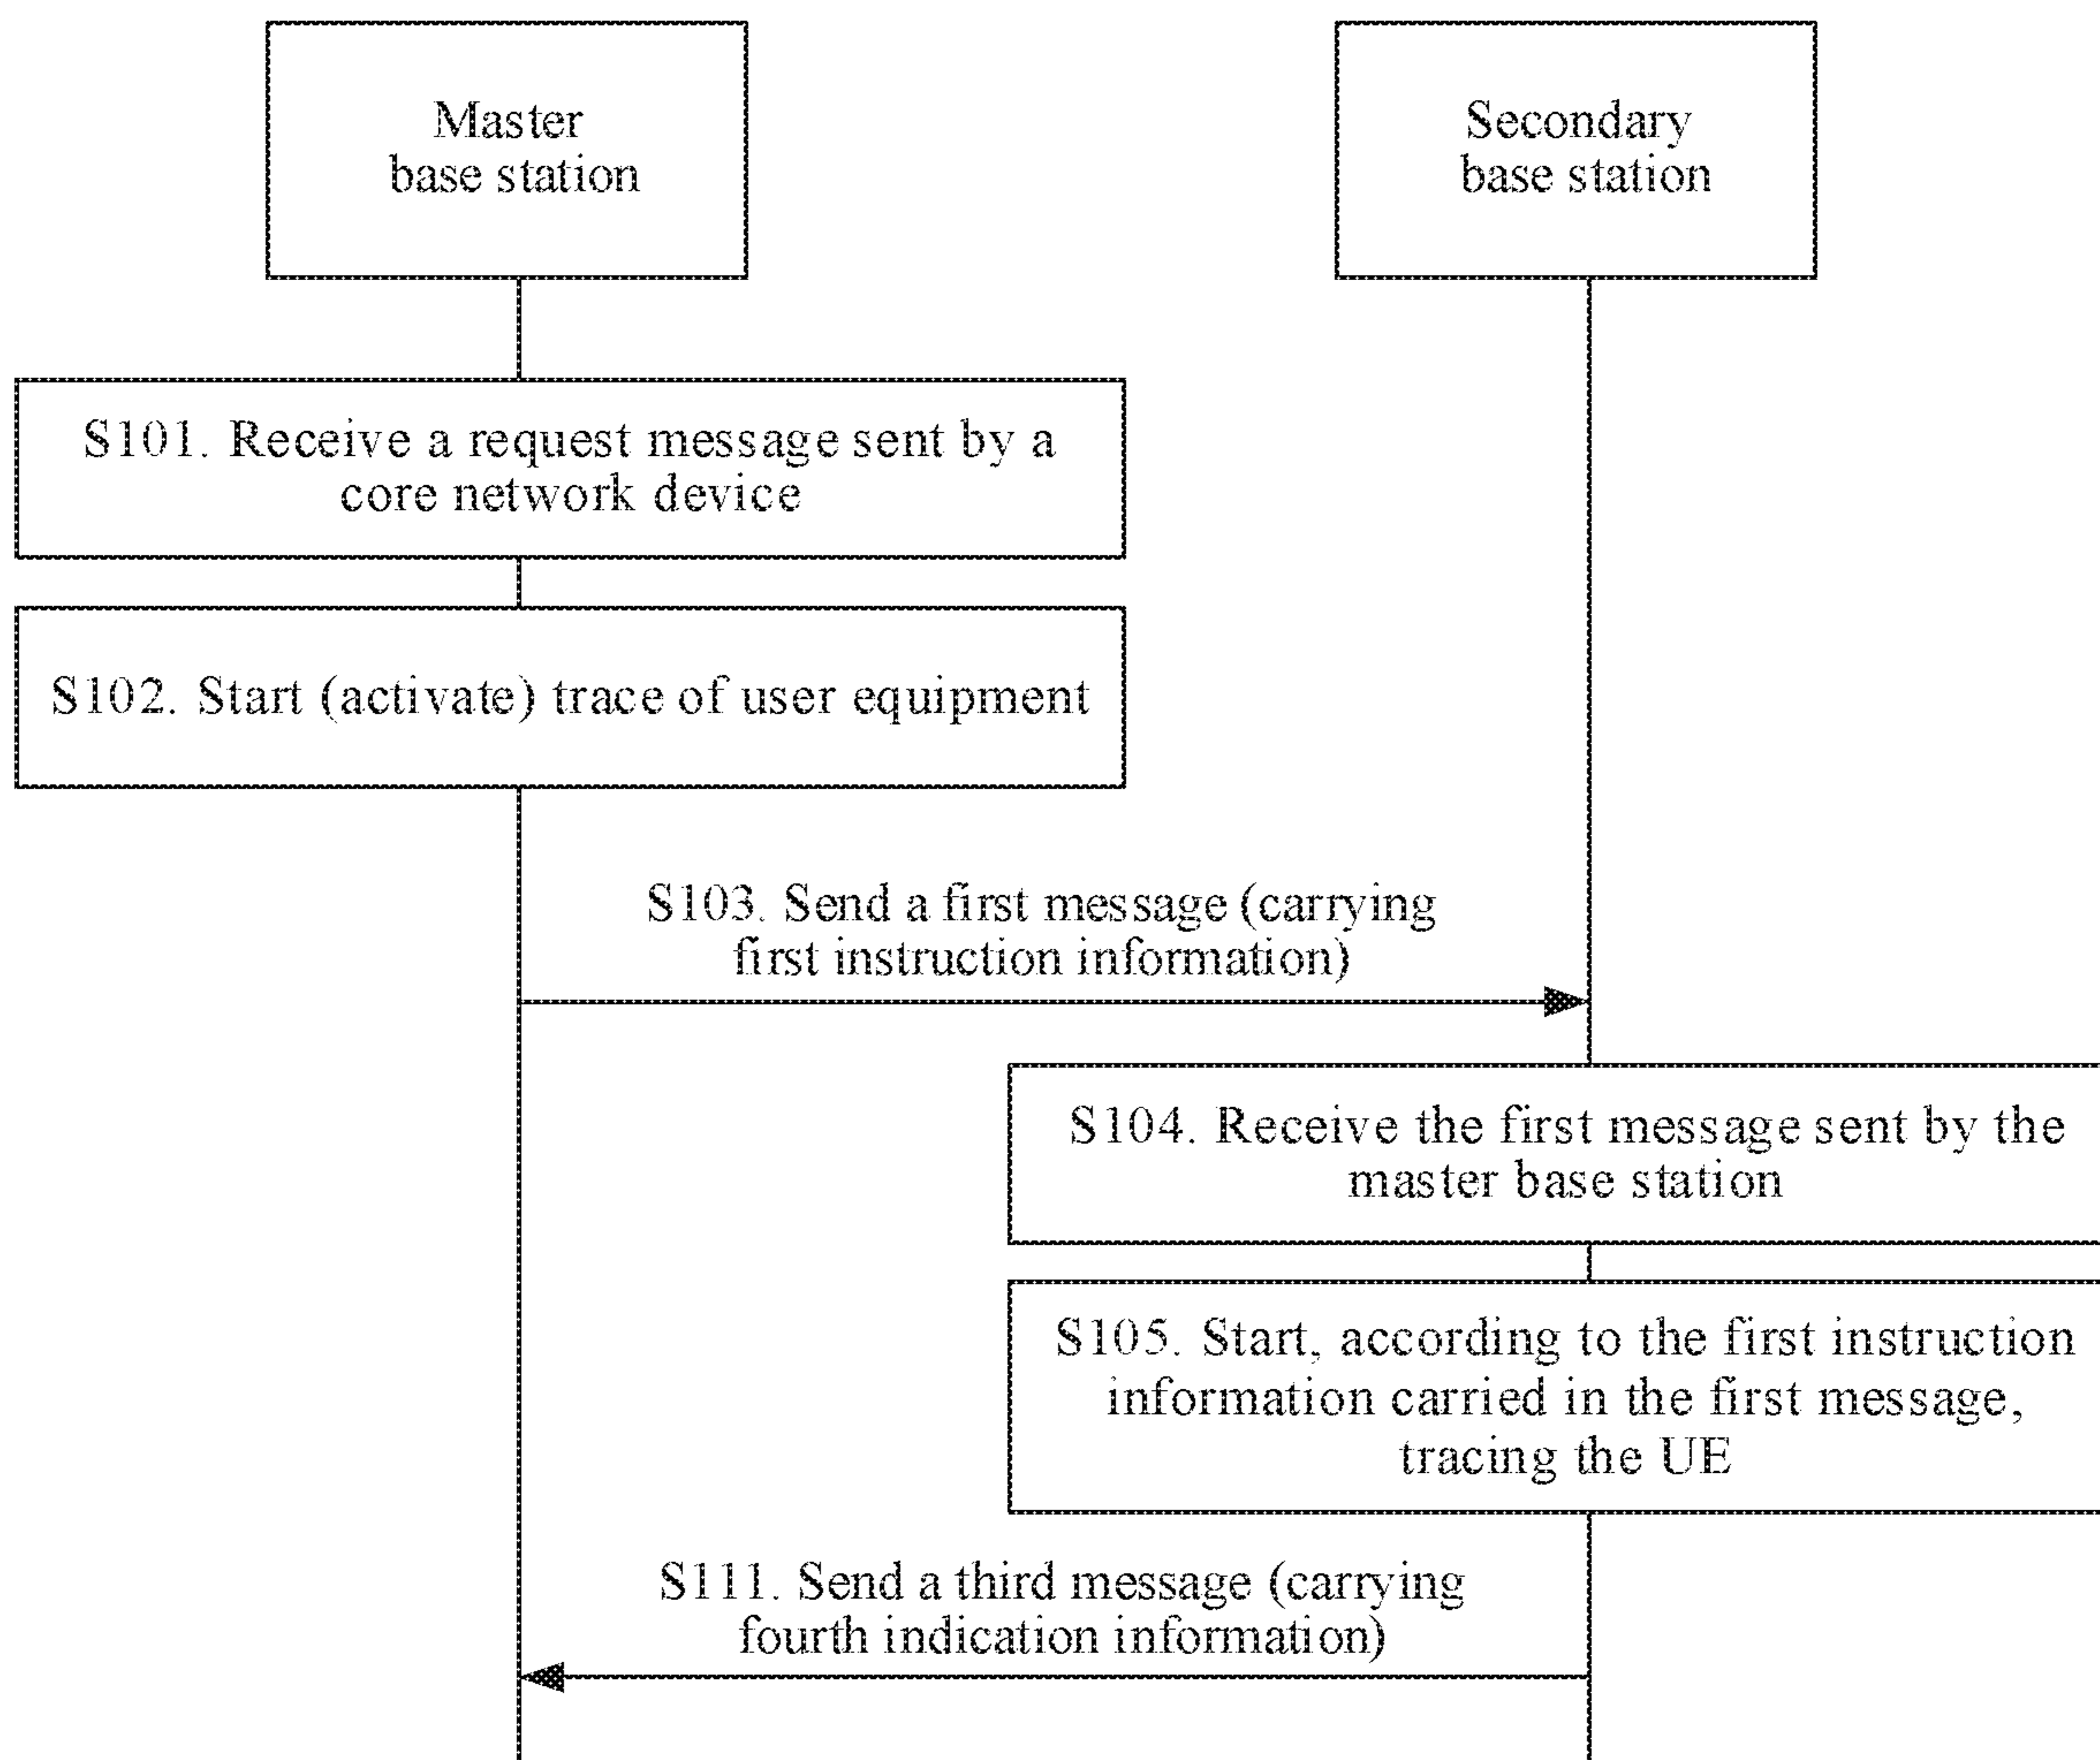 Master
base station
Secondary
base station
S101. Receive a request message sent by a
core network device
S102. Start (activate) trace of user equipment
S103. Send a first message (carrying
first instruction information)
S104. Receive the first message sent by the
master base station
S105. Start, according to the first instruction
information carried in the first message,
tracing the UE
S111. Send a third message (carrying
fourth indication information)